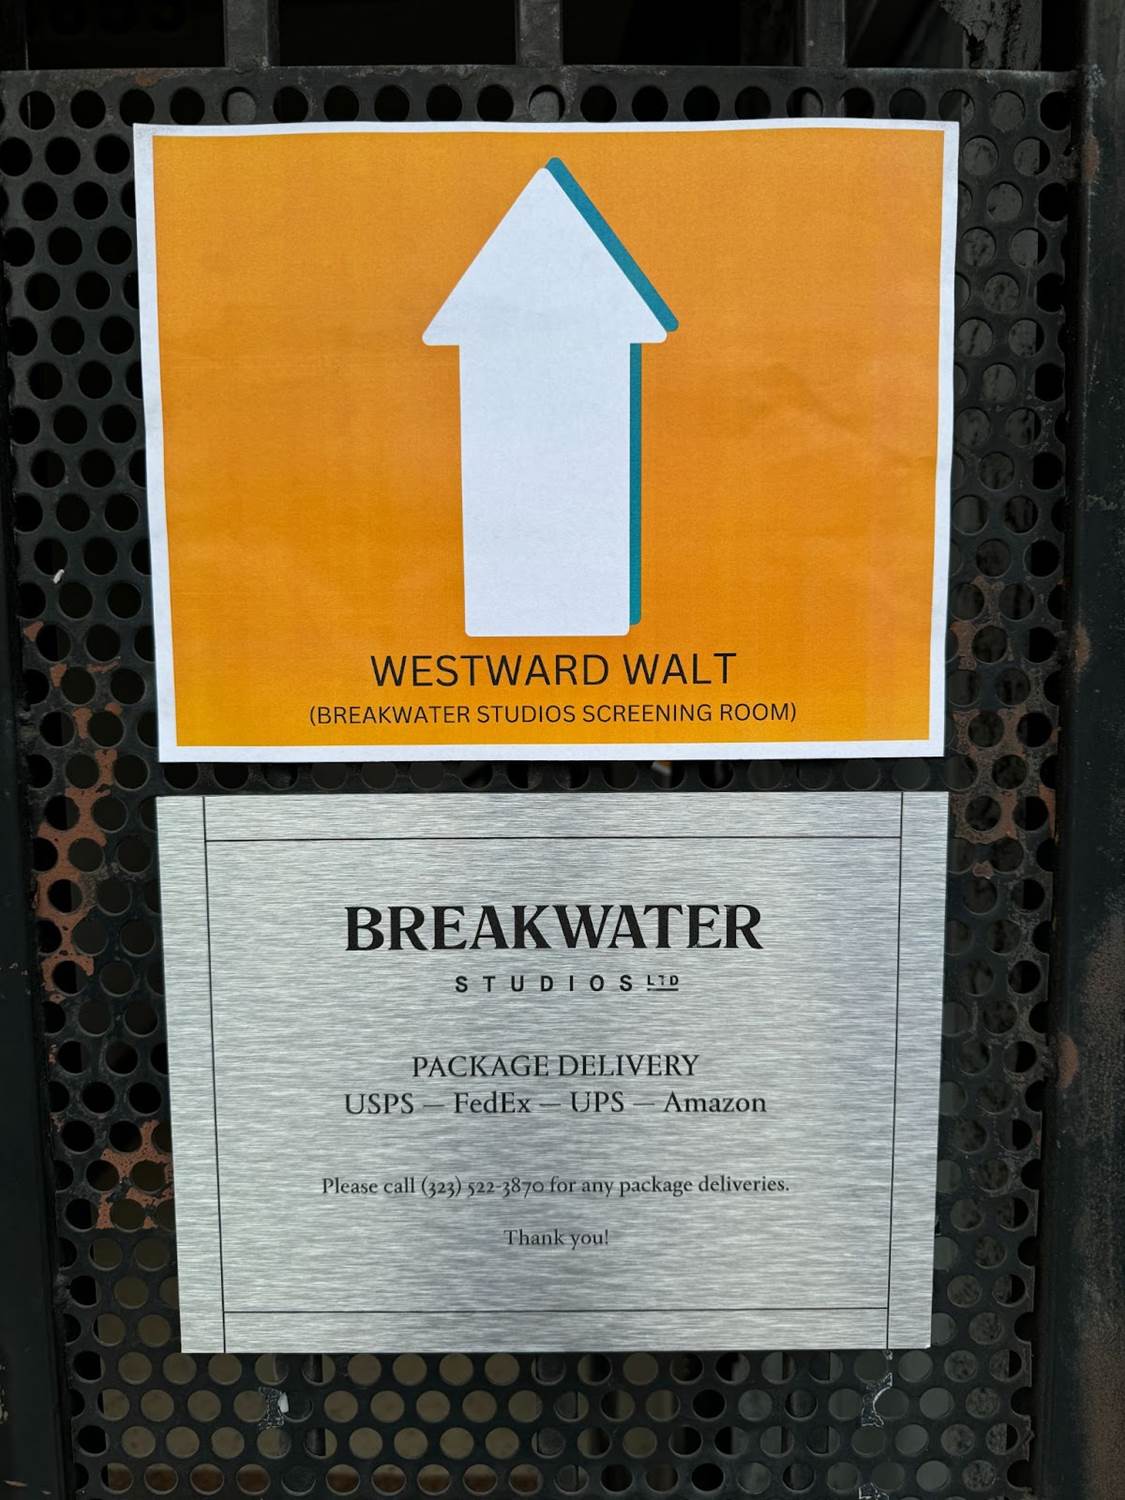 WESTWARD WALT
(BREAKWATER STUDIOS SCREENING ROOM)
BREAKWATER
STUDIOS LTD
PACKAGE DELIVERY
USPS — FedEx — UPS — Amazon
Please call (323) 522-3870 for any package deliveries.
Thank you!